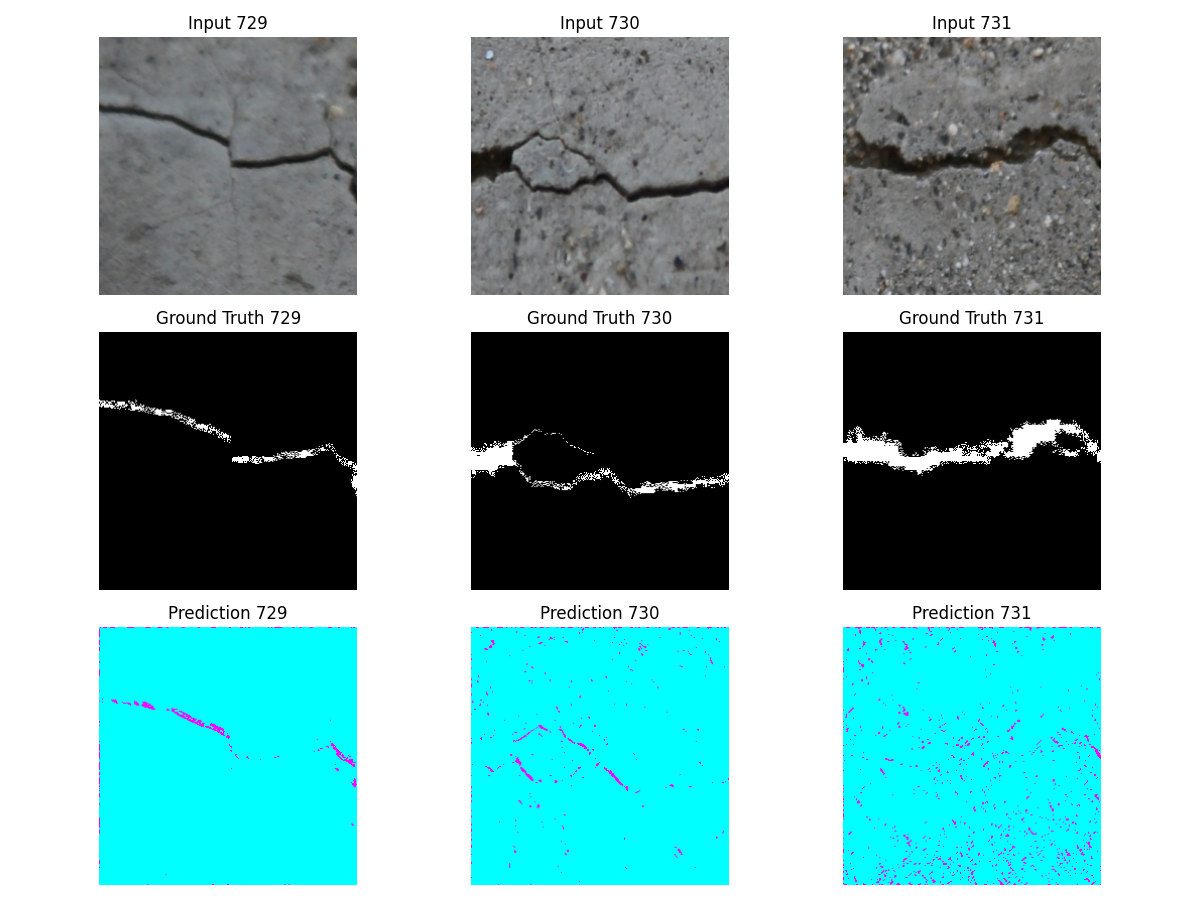 Input 729
Input 730
Input 731
Ground Truth 729
Ground Truth 730
Ground Truth 731
Prediction 729
Prediction 730
Prediction 731